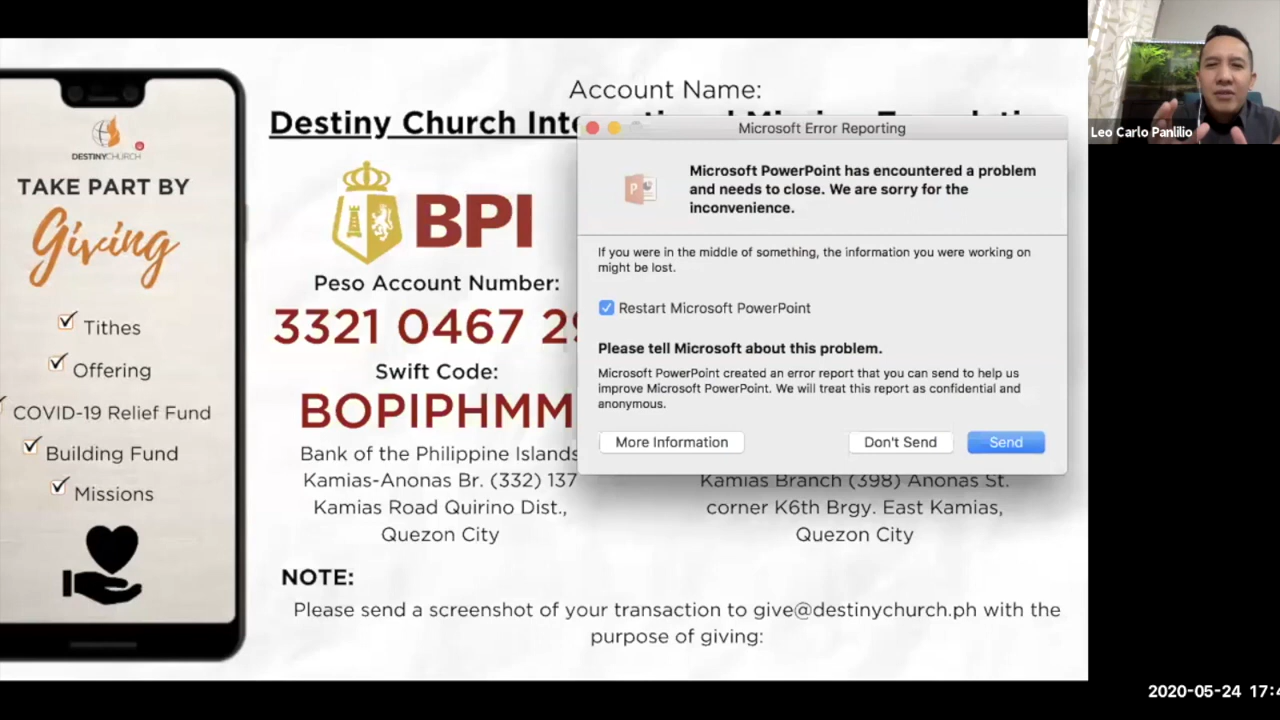 DESTINYCHURCH
TAKE PART BY
Giving
Tithes
Offering
COVID-19 Relief Fund
Building Fund
Missions
Account Name:
Destiny Church
BPI
Peso Account Number:
3321 0467
Swift Code:
BOPIPHMM
Bank of the Philippine Islands
Kamias-Anonas Br. (332) 137
Kamias Road Quirino Dist.,
Quezon City
Kamias Branch (398) Anonas St.
corner K6th Brgy. East Kamias,
Quezon City
NOTE:
Please send a screenshot of your transaction to give@destinychurch.ph with the
purpose of giving:
Microsoft Error Reporting
Microsoft PowerPoint has encountered a problem
and needs to close. We are sorry for the
inconvenience.
If you were in the middle of something, the information you were working on
might be lost.
Restart Microsoft PowerPoint
Please tell Microsoft about this problem.
Microsoft PowerPoint created an error report that you can send to help us
improve Microsoft PowerPoint. We will treat this report as confidential and
anonymous.
More Information
Don't Send
Send
Leo Carlo Panlilio
2020-05-24 17:4